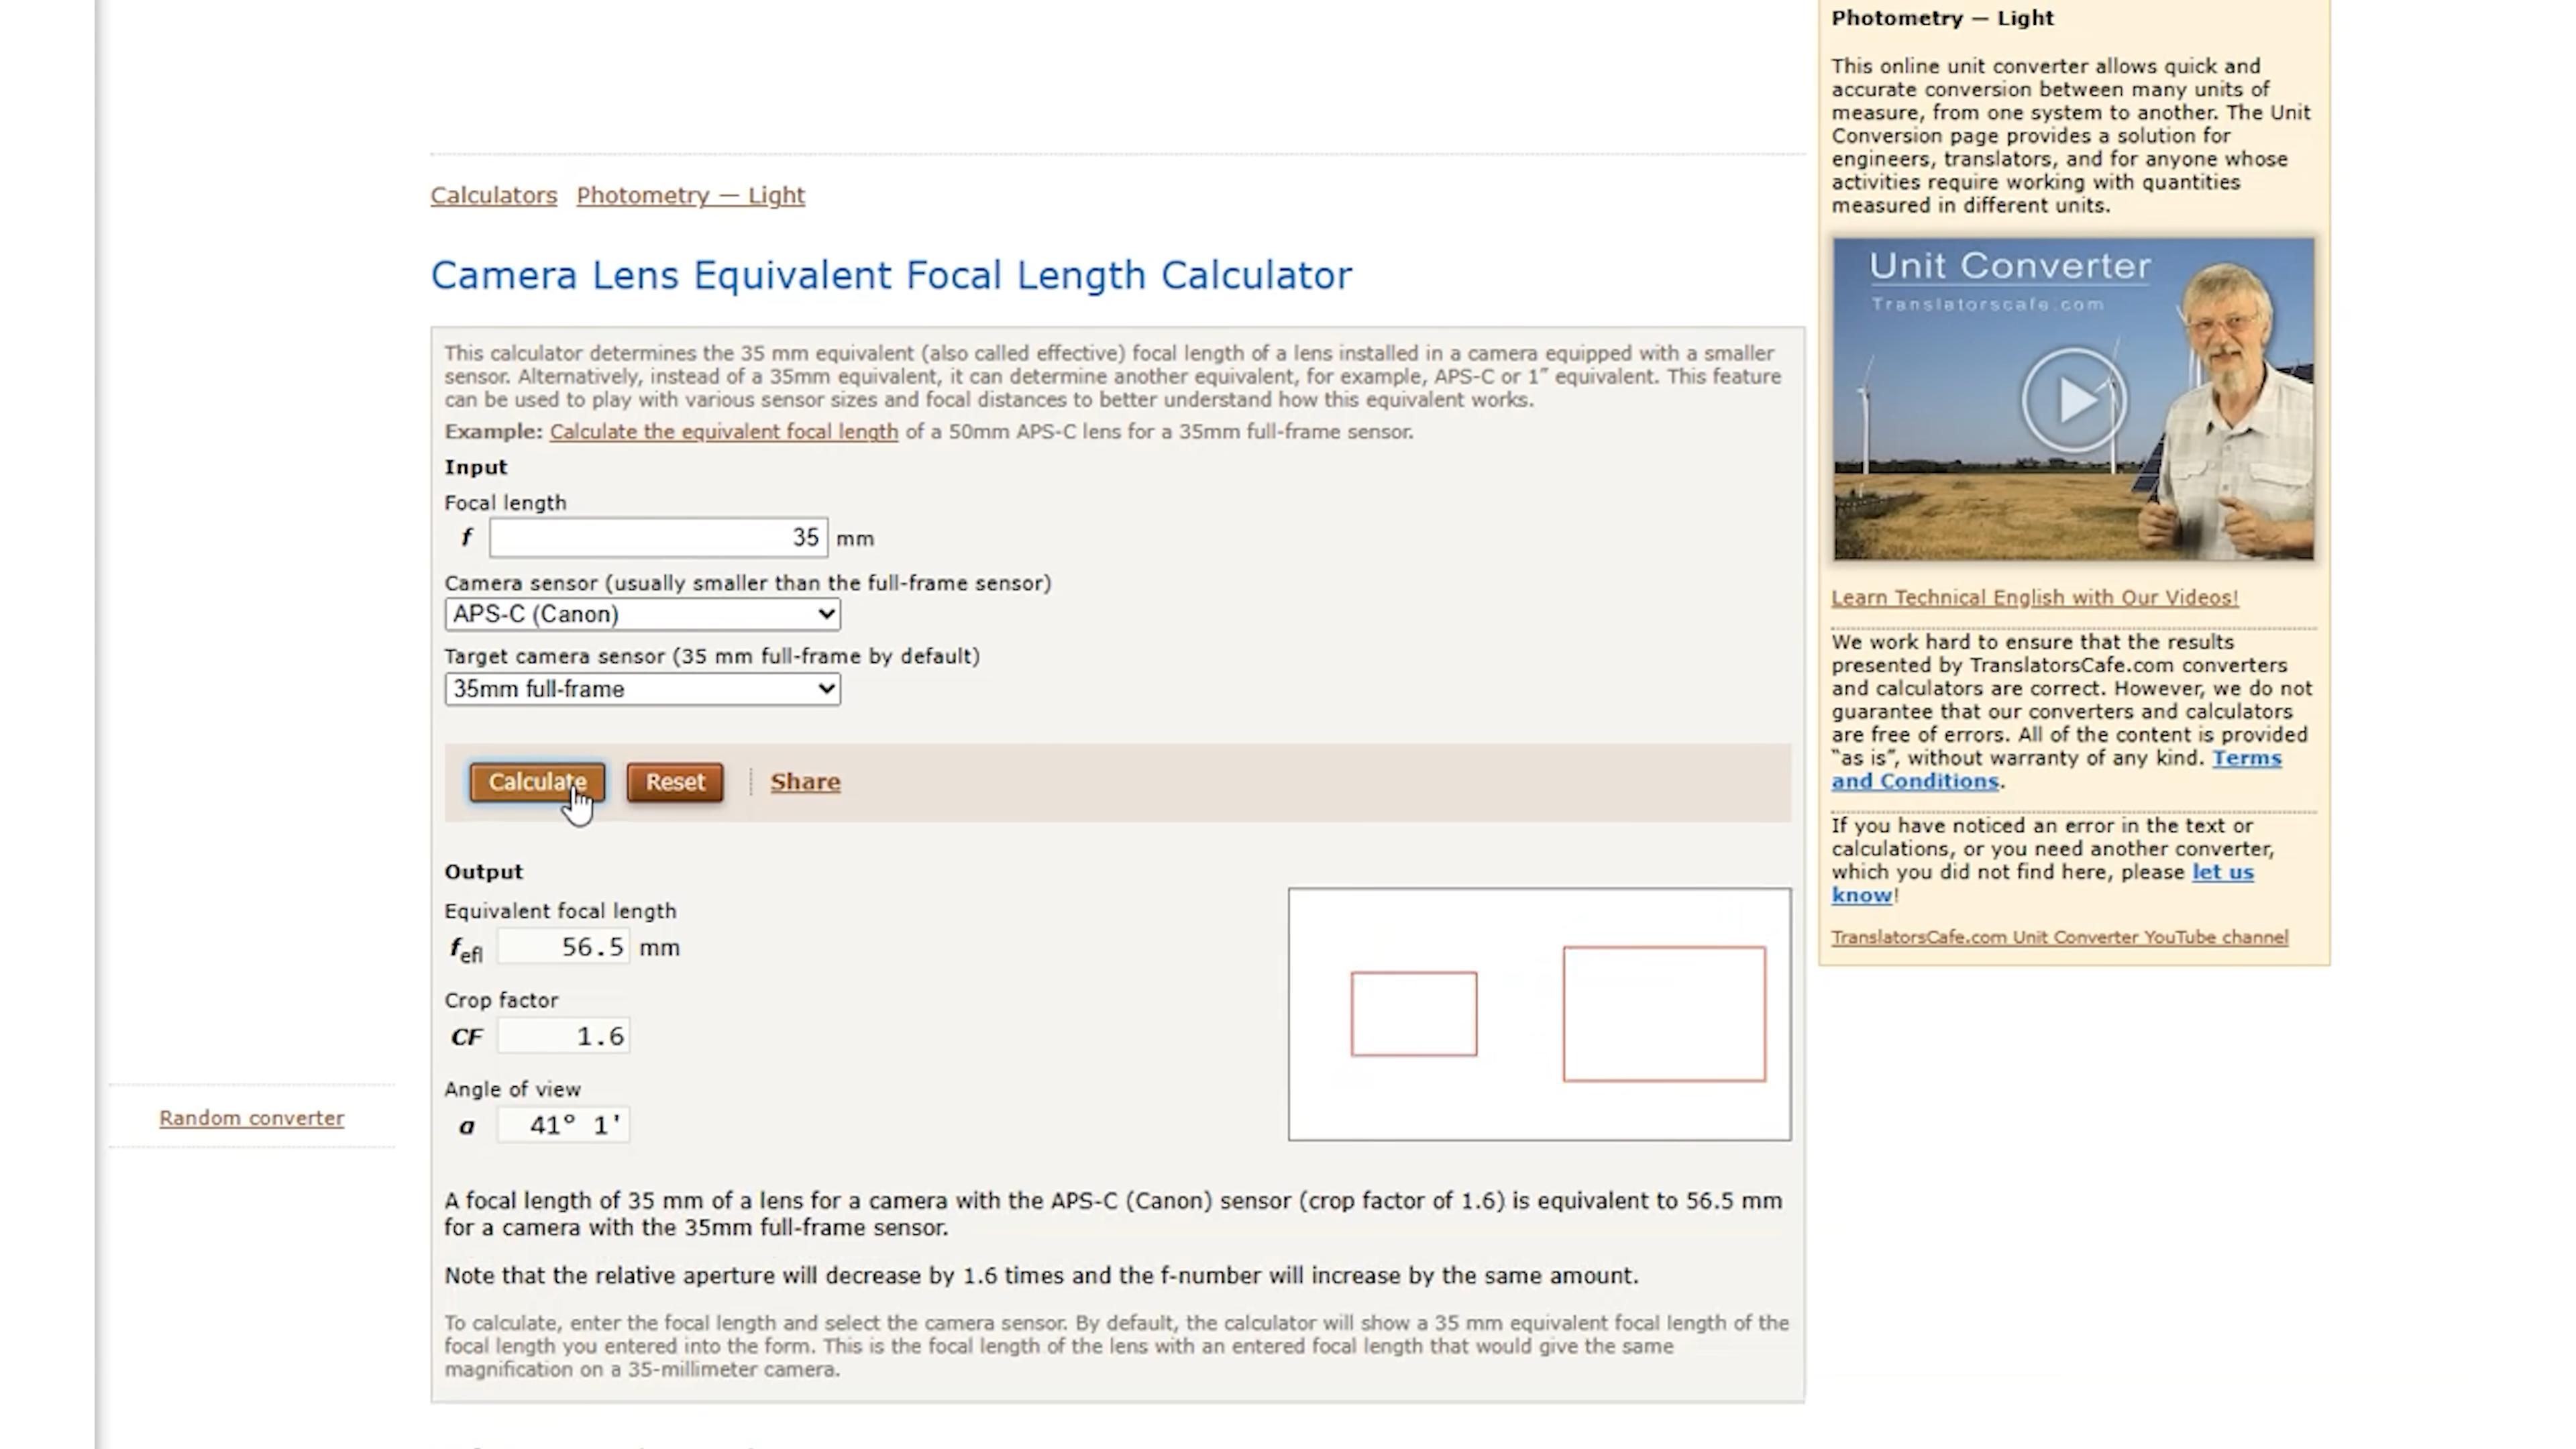 Photometry — Light
This online unit converter allows quick and
accurate conversion between many units of
measure, from one system to another. The Unit
Conversion page provides a solution for
engineers, translators, and for anyone whose
activities require working with quantities
measured in different units.
Unit Converter
Translatorscafe.com
Learn Technical English with Our Videos!
We work hard to ensure that the results
presented by TranslatorsCafe.com converters
and calculators are correct. However, we do not
guarantee that our converters and calculators
are free of errors. All of the content is provided
“as is”, without warranty of any kind. Terms
and Conditions.
If you have noticed an error in the text or
calculations, or you need another converter,
which you did not find here, please let us
know!
TranslatorsCafe.com Unit Converter YouTube channel
Calculators Photometry — Light
Camera Lens Equivalent Focal Length Calculator
This calculator determines the 35 mm equivalent (also called effective) focal length of a lens installed in a camera equipped with a smaller
sensor. Alternatively, instead of a 35mm equivalent, it can determine another equivalent, for example, APS-C or 1″ equivalent. This feature
can be used to play with various sensor sizes and focal distances to better understand how this equivalent works.
Example: Calculate the equivalent focal length of a 50mm APS-C lens for a 35mm full-frame sensor.
Input
Focal length
f 35 mm
Camera sensor (usually smaller than the full-frame sensor)
APS-C (Canon)
Target camera sensor (35 mm full-frame by default)
35mm full-frame
Calculate Reset Share
Output
Equivalent focal length
fefl 56.5 mm
Crop factor
CF 1.6
Angle of view
α 41° 1'
A focal length of 35 mm of a lens for a camera with the APS-C (Canon) sensor (crop factor of 1.6) is equivalent to 56.5 mm
for a camera with the 35mm full-frame sensor.
Note that the relative aperture will decrease by 1.6 times and the f-number will increase by the same amount.
To calculate, enter the focal length and select the camera sensor. By default, the calculator will show a 35 mm equivalent focal length of the
focal length you entered into the form. This is the focal length of the lens with an entered focal length that would give the same
magnification on a 35-millimeter camera.
Random converter